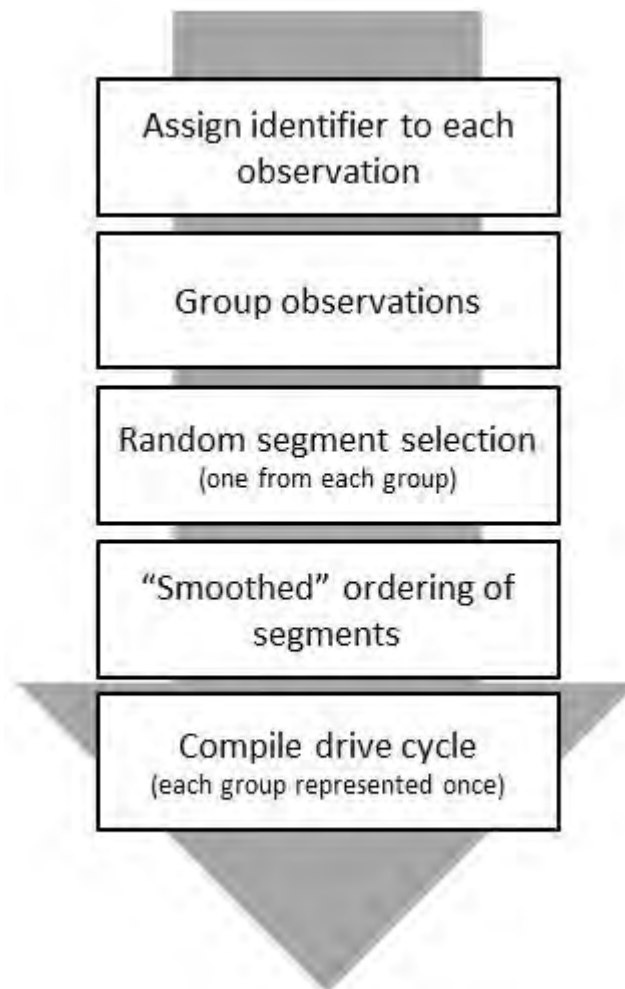 Assign identifier to each
observation
Group observations
Random segment selection
(one from each group)
“Smoothed” ordering of
segments
Compile drive cycle
(each group represented once)